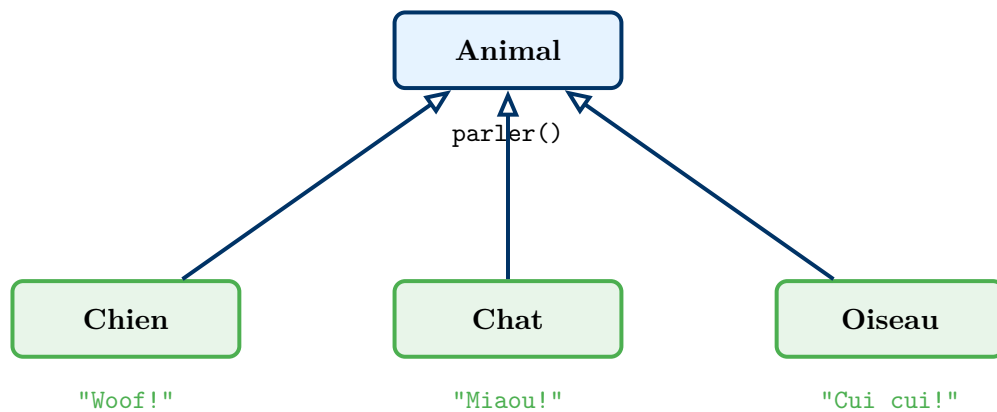 Animal
parler()
Chien
Chat
Oiseau
"Woof!"
"Miaou!"
"Cui cui!"